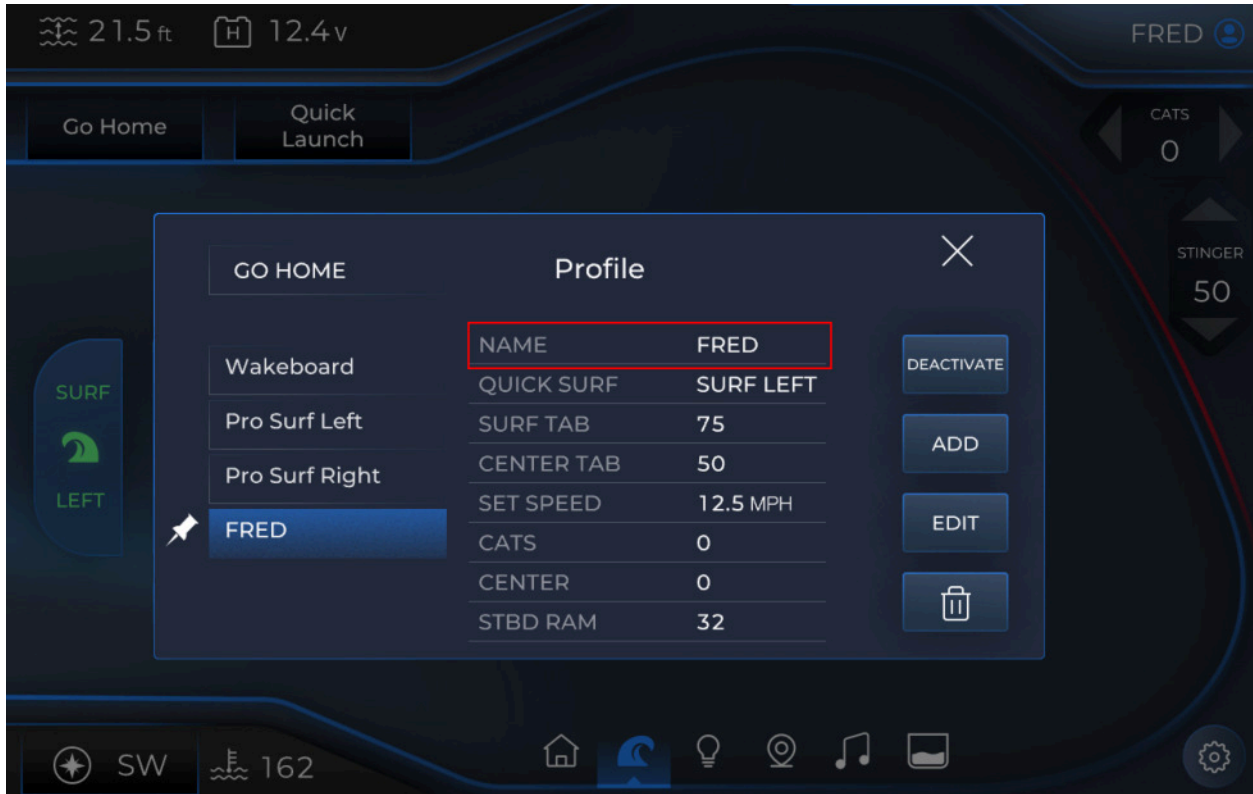 21.5 ft H 12.4 v FRED
Go Home
Quick
Launch
CATS
0
STINGER
50
SURF
LEFT
GO HOME
Profile
Wakeboard
Pro Surf Left
Pro Surf Right
FRED
NAME FRED
QUICK SURF SURF LEFT
SURF TAB 75
CENTER TAB 50
SET SPEED 12.5 MPH
CATS 0
CENTER 0
STBD RAM 32
DEACTIVATE
ADD
EDIT
SW 162